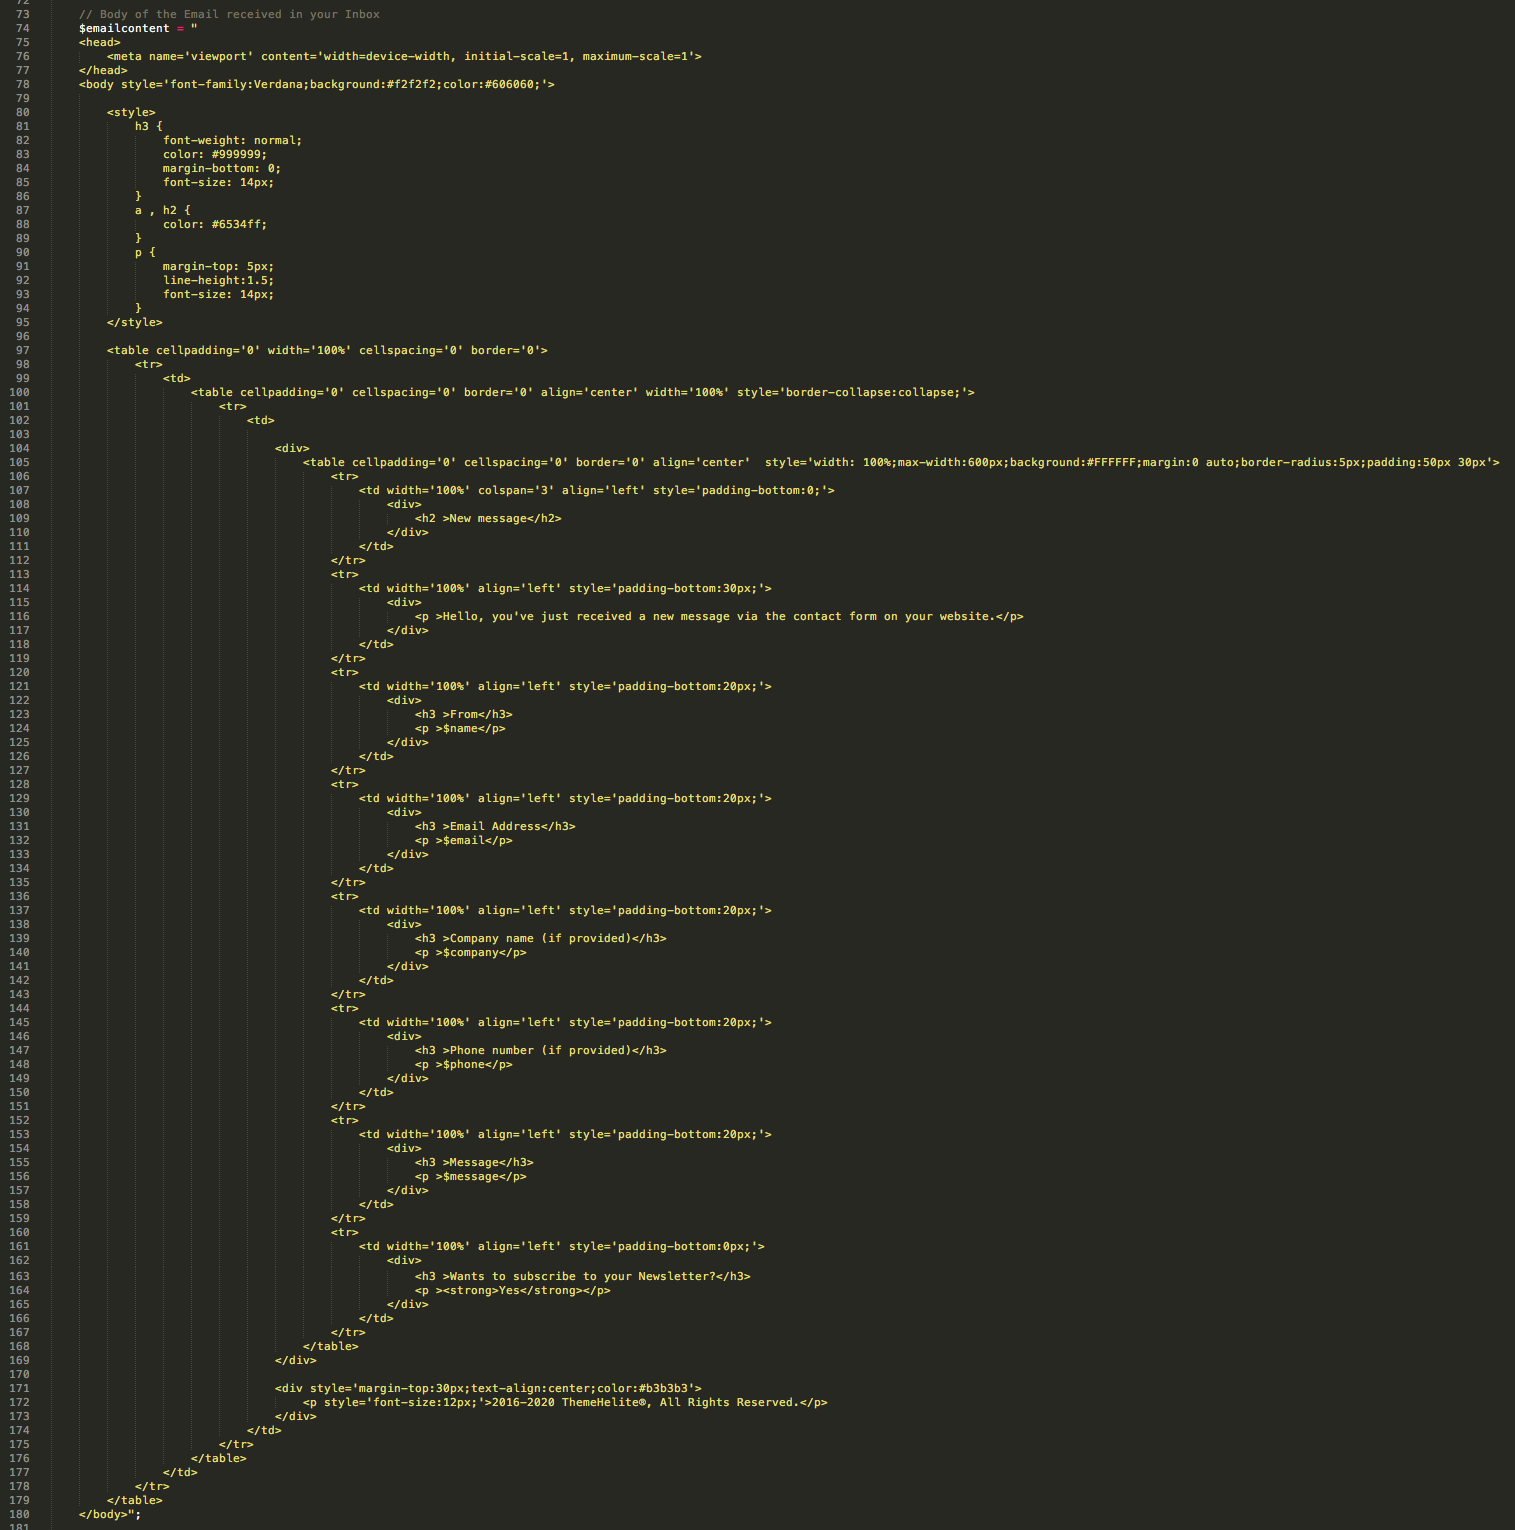 72
73 // Body of the Email received in your Inbox
74 $emailcontent = "
75 <head>
76 <meta name='viewport' content='width=device-width, initial-scale=1, maximum-scale=1'>
77 </head>
78 <body style='font-family:Verdana;background:#f2f2f2;color:#606060;'>
79
80 <style>
81 h3 {
82 font-weight: normal;
83 color: #999999;
84 margin-bottom: 0;
85 font-size: 14px;
86 }
87 a , h2 {
88 color: #6534ff;
89 }
90 p {
91 margin-top: 5px;
92 line-height:1.5;
93 font-size: 14px;
94 }
95 </style>
96
97 <table cellpadding='0' width='100%' cellspacing='0' border='0'>
98 <tr>
99 <td>
100 <table cellpadding='0' cellspacing='0' border='0' align='center' width='100%' style='border-collapse:collapse;'>
101 <tr>
102 <td>
103
104 <div>
105 <table cellpadding='0' cellspacing='0' border='0' align='center'  style='width: 100%;max-width:600px;background:#FFFFFF;margin:0 auto;border-radius:5px;padding:50px 30px'>
106 <tr>
107 <td width='100%' colspan='3' align='left' style='padding-bottom:0;'>
108 <div>
109 <h2 >New message</h2>
110 </div>
111 </td>
112 </tr>
113 <tr>
114 <td width='100%' align='left' style='padding-bottom:30px;'>
115 <div>
116 <p >Hello, you've just received a new message via the contact form on your website.</p>
117 </div>
118 </td>
119 </tr>
120 <tr>
121 <td width='100%' align='left' style='padding-bottom:20px;'>
122 <div>
123 <h3 >From</h3>
124 <p >$name</p>
125 </div>
126 </td>
127 </tr>
128 <tr>
129 <td width='100%' align='left' style='padding-bottom:20px;'>
130 <div>
131 <h3 >Email Address</h3>
132 <p >$email</p>
133 </div>
134 </td>
135 </tr>
136 <tr>
137 <td width='100%' align='left' style='padding-bottom:20px;'>
138 <div>
139 <h3 >Company name (if provided)</h3>
140 <p >$company</p>
141 </div>
142 </td>
143 </tr>
144 <tr>
145 <td width='100%' align='left' style='padding-bottom:20px;'>
146 <div>
147 <h3 >Phone number (if provided)</h3>
148 <p >$phone</p>
149 </div>
150 </td>
151 </tr>
152 <tr>
153 <td width='100%' align='left' style='padding-bottom:20px;'>
154 <div>
155 <h3 >Message</h3>
156 <p >$message</p>
157 </div>
158 </td>
159 </tr>
160 <tr>
161 <td width='100%' align='left' style='padding-bottom:0px;'>
162 <div>
163 <h3 >Wants to subscribe to your Newsletter?</h3>
164 <p ><strong>Yes</strong></p>
165 </div>
166 </td>
167 </tr>
168 </table>
169 </div>
170
171 <div style='margin-top:30px;text-align:center;color:#b3b3b3'>
172 <p style='font-size:12px;'>2016-2020 ThemeHelite®, All Rights Reserved.</p>
173 </div>
174 </td>
175 </tr>
176 </table>
177 </td>
178 </tr>
179 </table>
180 </body>";
181